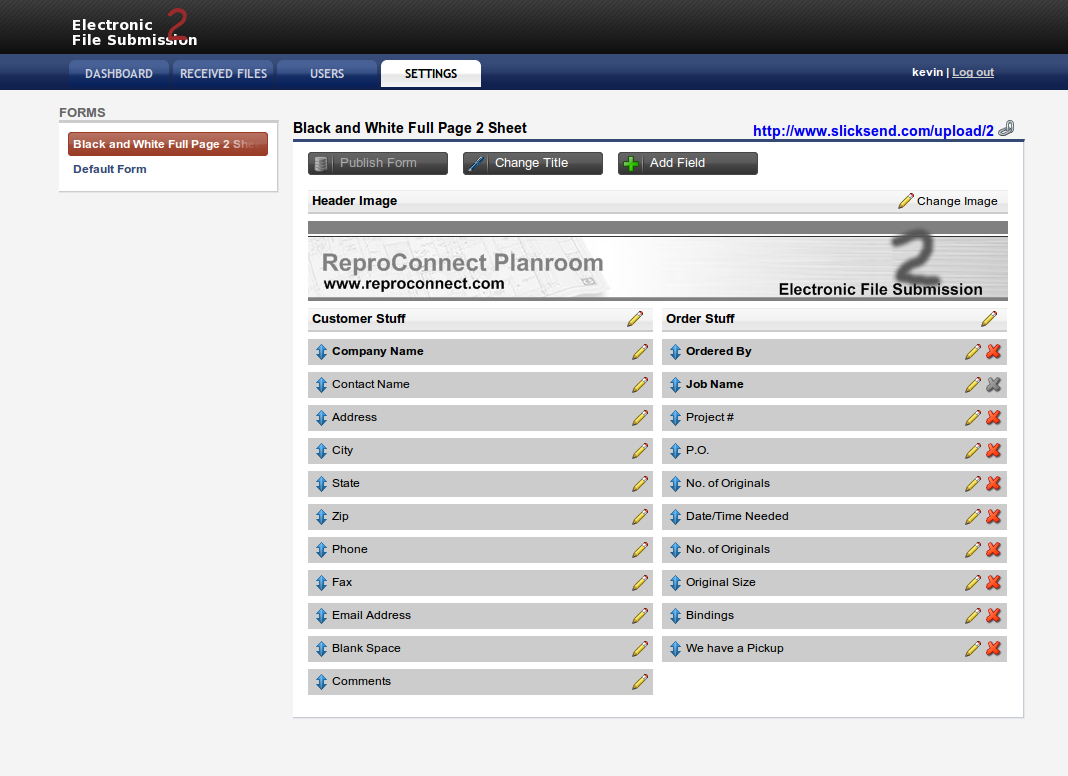 Electronic 2
File Submission
DASHBOARD RECEIVED FILES USERS SETTINGS
kevin | Log out
FORMS
Black and White Full Page 2 Shee
Default Form
Black and White Full Page 2 Sheet
http://www.slicksend.com/upload/2
Publish Form Change Title Add Field
Header Image Change Image
ReproConnect Planroom 2
www.reproconnect.com
Electronic File Submission
Customer Stuff
Company Name
Contact Name
Address
City
State
Zip
Phone
Fax
Email Address
Blank Space
Comments
Order Stuff
Ordered By
Job Name
Project #
P.O.
No. of Originals
Date/Time Needed
No. of Originals
Original Size
Bindings
We have a Pickup